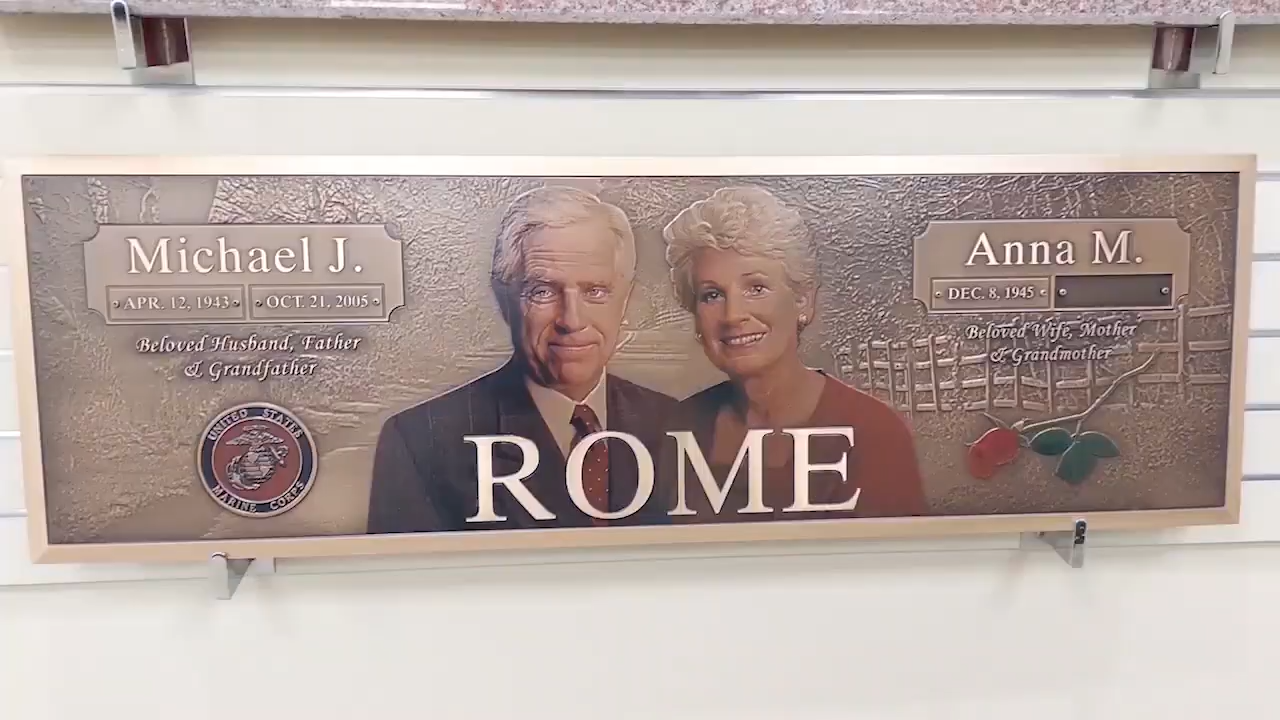 Michael J.
APR. 12, 1943 OCT. 21, 2005
Beloved Husband, Father
& Grandfather
UNITED STATES
MARINE CORPS
ROME
Anna M.
DEC. 8, 1945
Beloved Wife, Mother
& Grandmother